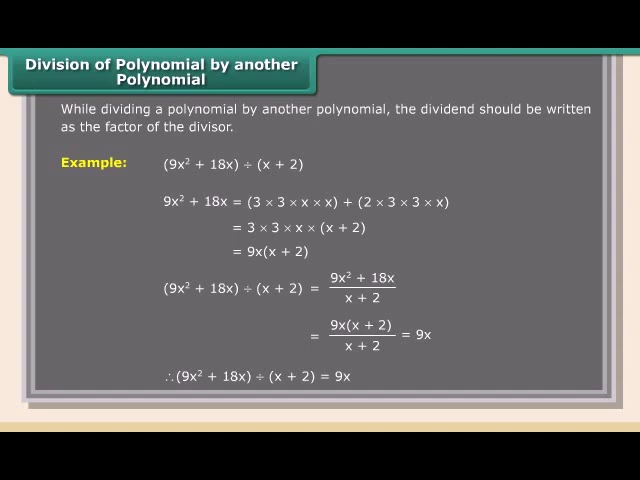 Division of Polynomial by another
Polynomial
While dividing a polynomial by another polynomial, the dividend should be written
as the factor of the divisor.
Example: (9x² + 18x) ÷ (x + 2)
9x² + 18x = (3 × 3 × x × x) + (2 × 3 × 3 × x)
= 3 × 3 × x × (x + 2)
= 9x(x + 2)
(9x² + 18x) ÷ (x + 2) = 9x² + 18x
x + 2
= 9x(x + 2) = 9x
x + 2
∴ (9x² + 18x) ÷ (x + 2) = 9x